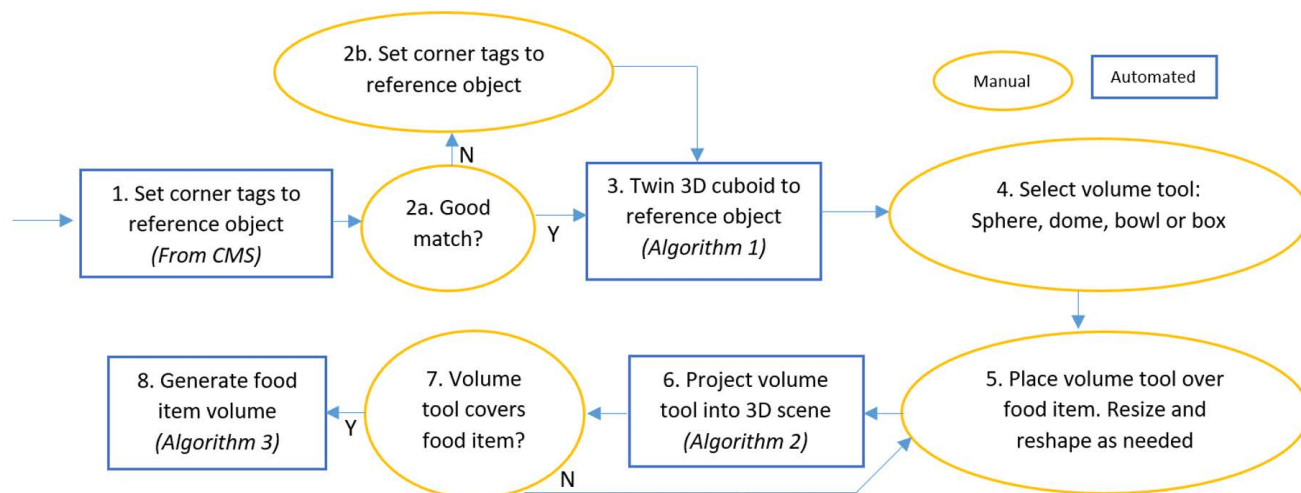 2b. Set corner tags to
reference object
Manual
Automated
N
1. Set corner tags to
reference object
(From CMS)
2a. Good
match?
Y
3. Twin 3D cuboid to
reference object
(Algorithm 1)
4. Select volume tool:
Sphere, dome, bowl or box
8. Generate food
item volume
(Algorithm 3)
Y
7. Volume
tool covers
food item?
N
6. Project volume
tool into 3D scene
(Algorithm 2)
5. Place volume tool over
food item. Resize and
reshape as needed